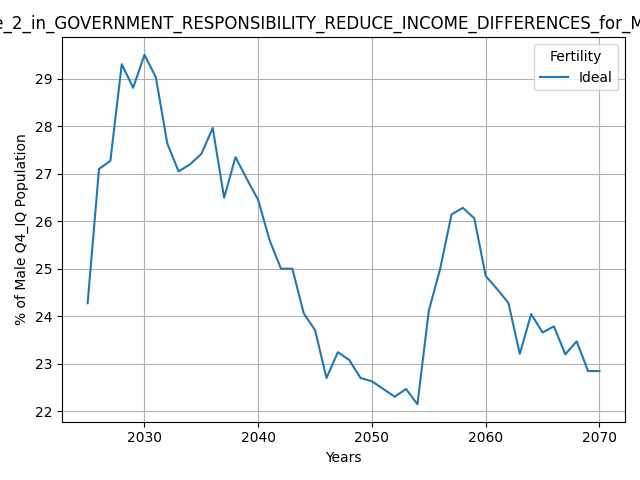 e_2_in_GOVERNMENT_RESPONSIBILITY_REDUCE_INCOME_DIFFERENCES_for_M
Fertility
Ideal
% of Male Q4_IQ Population
29
28
27
26
25
24
23
22
2030 2040 2050 2060 2070
Years